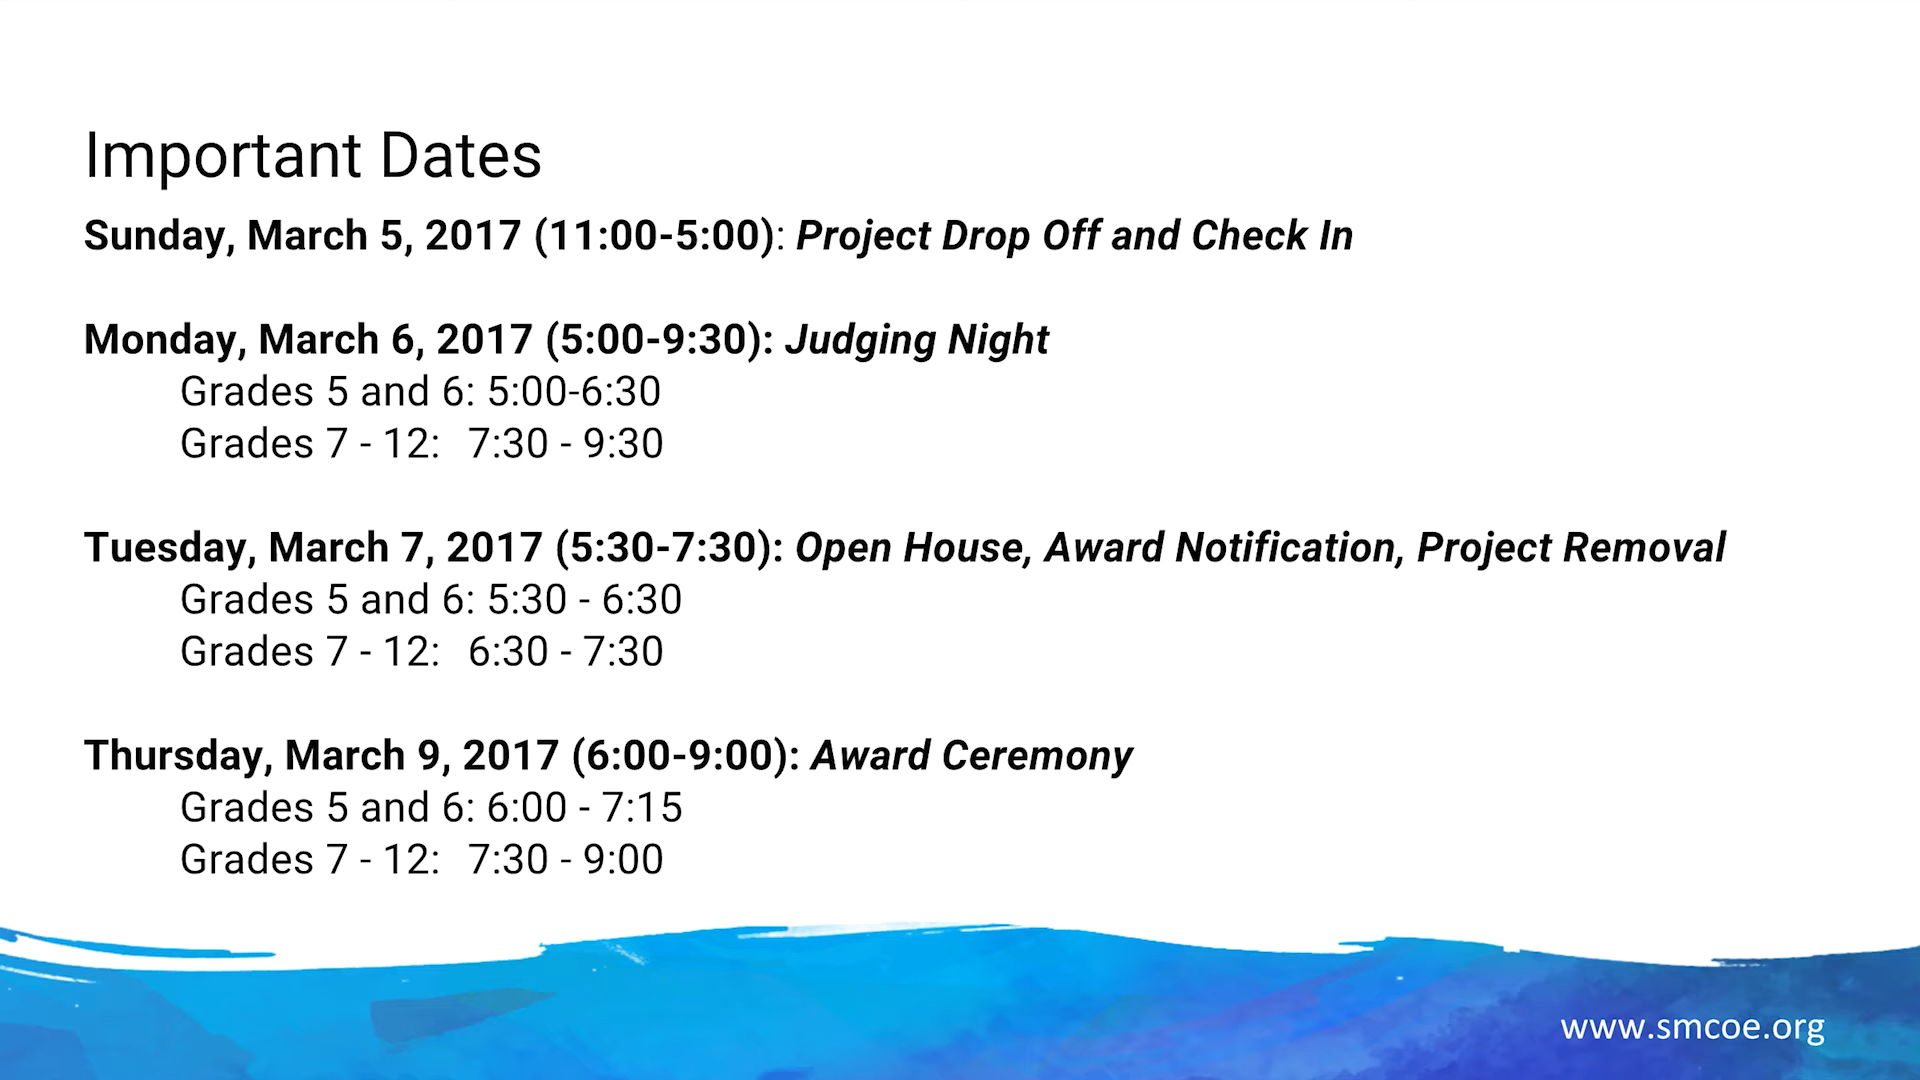 Important Dates
Sunday, March 5, 2017 (11:00-5:00): Project Drop Off and Check In
Monday, March 6, 2017 (5:00-9:30): Judging Night
Grades 5 and 6: 5:00-6:30
Grades 7 - 12: 7:30 - 9:30
Tuesday, March 7, 2017 (5:30-7:30): Open House, Award Notification, Project Removal
Grades 5 and 6: 5:30 - 6:30
Grades 7 - 12: 6:30 - 7:30
Thursday, March 9, 2017 (6:00-9:00): Award Ceremony
Grades 5 and 6: 6:00 - 7:15
Grades 7 - 12: 7:30 - 9:00
www.smcoe.org